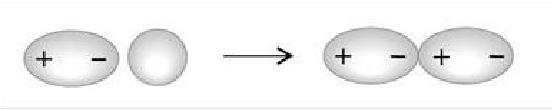 + − + − + −